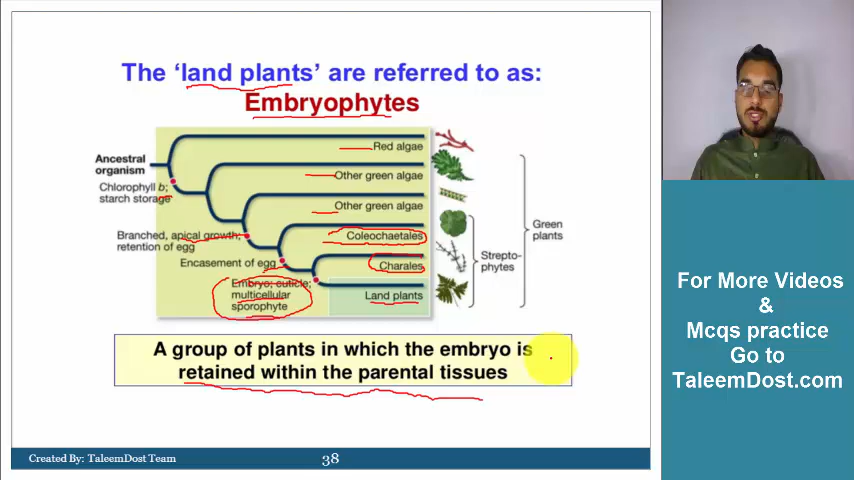 The ‘land plants’ are referred to as:
Embryophytes
Ancestral
organism
Chlorophyll b;
starch storage
Branched, apical growth;
retention of egg
Encasement of egg
Embryo; cuticle;
multicellular
sporophyte
Red algae
Other green algae
Other green algae
Coleochaetales
Charales
Land plants
Strepto-
phytes
Green
plants
A group of plants in which the embryo is
retained within the parental tissues
Created By: TaleemDost Team
38
For More Videos
&
Mcqs practice
Go to
TaleemDost.com